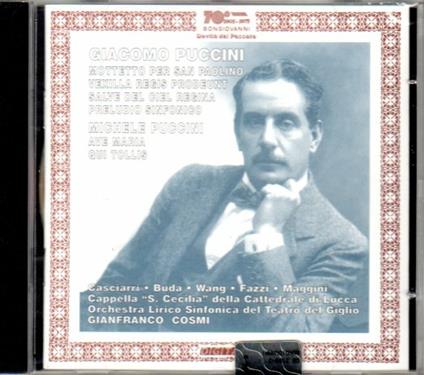 BONGIOVANNI
GIACOMO PUCCINI
MOTTETTO PER SAN PAOLINO
VEXILLA REGIS PRODEUNT
SALVE DEL CIEL REGINA
PRELUDIO SINFONICO
MICHELE PUCCINI
AVE MARIA
QUI TOLLIS
Casciarri • Buda • Wang • Fazzi • Maggini
Cappella "S. Cecilia" della Cattedrale di Lucca
Orchestra Lirico Sinfonica del Teatro del Giglio
GIANFRANCO COSMI